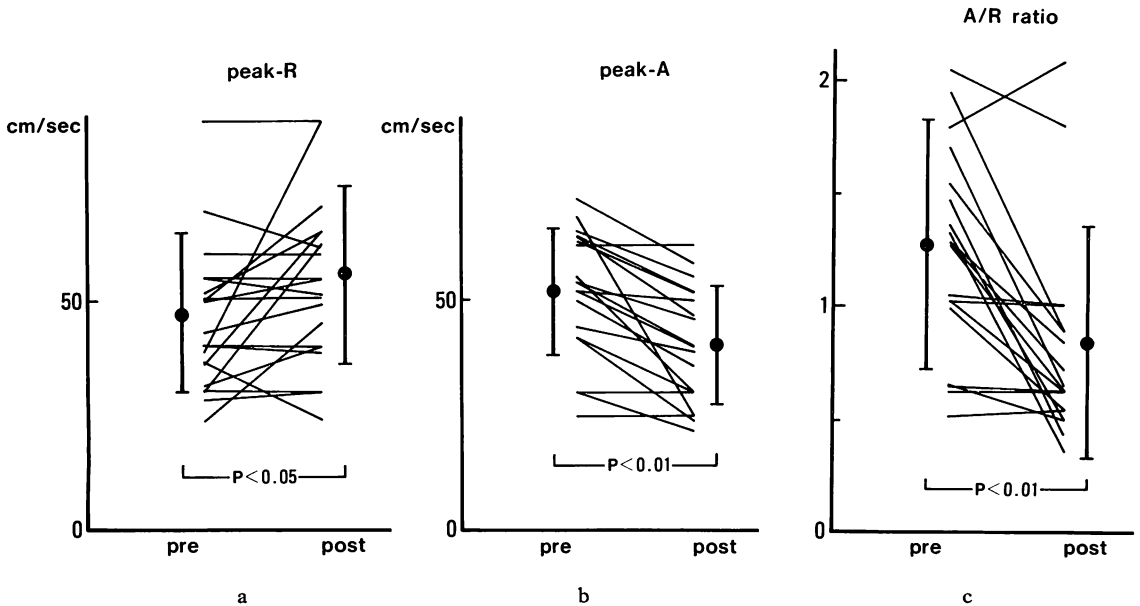 peak-R
cm/sec
50
0
P<0.05
pre
post
a
peak-A
cm/sec
50
0
P<0.01
pre
post
b
A/R ratio
2
1
0
P<0.01
pre
post
c